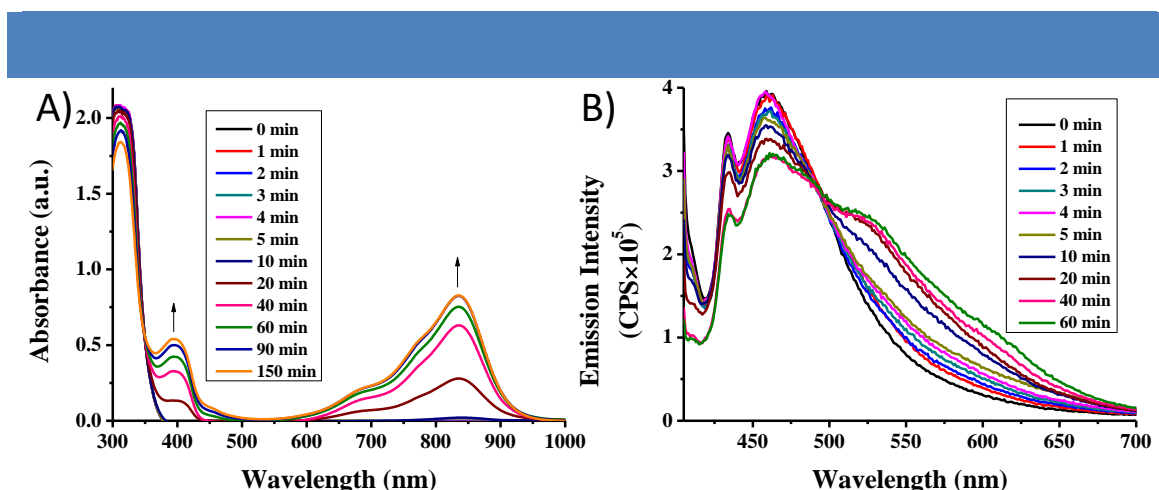 A)
Absorbance (a.u.)
2.0
1.5
1.0
0.5
0.0
300 400 500 600 700 800 900 1000
Wavelength (nm)
0 min
1 min
2 min
3 min
4 min
5 min
10 min
20 min
40 min
60 min
90 min
150 min
B)
Emission Intensity
(CPS×10⁵)
4
3
2
1
0
450 500 550 600 650 700
Wavelength (nm)
0 min
1 min
2 min
3 min
4 min
5 min
10 min
20 min
40 min
60 min